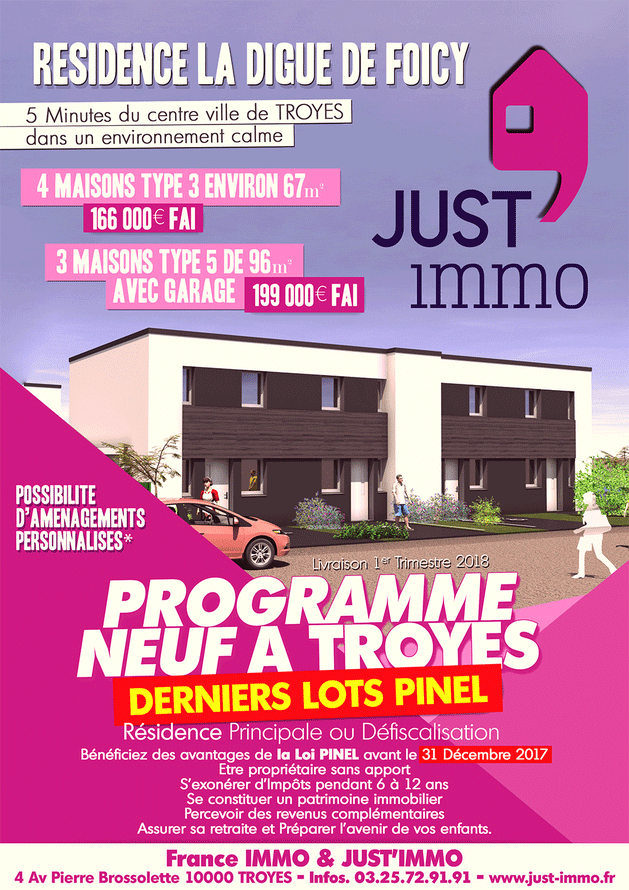 RESIDENCE LA DIGUE DE FOICY
5 Minutes du centre ville de TROYES
dans un environnement calme
4 MAISONS TYPE 3 ENVIRON 67m²
166 000€ FAI
3 MAISONS TYPE 5 DE 96m²
AVEC GARAGE 199 000€ FAI
JUST'
immo
POSSIBILITE
D'AMENAGEMENTS
PERSONNALISES*
Livraison 1er Trimestre 2018
PROGRAMME
NEUF A TROYES
DERNIERS LOTS PINEL
Résidence Principale ou Défiscalisation
Bénéficiez des avantages de la Loi PINEL avant le 31 Décembre 2017
Etre propriétaire sans apport
S'exonérer d'Impôts pendant 6 à 12 ans
Se constituer un patrimoine immobilier
Percevoir des revenus complémentaires
Assurer sa retraite et Préparer l'avenir de vos enfants.
France IMMO & JUST'IMMO
4 Av Pierre Brossolette 10000 TROYES - Infos. 03.25.72.91.91 - www.just-immo.fr